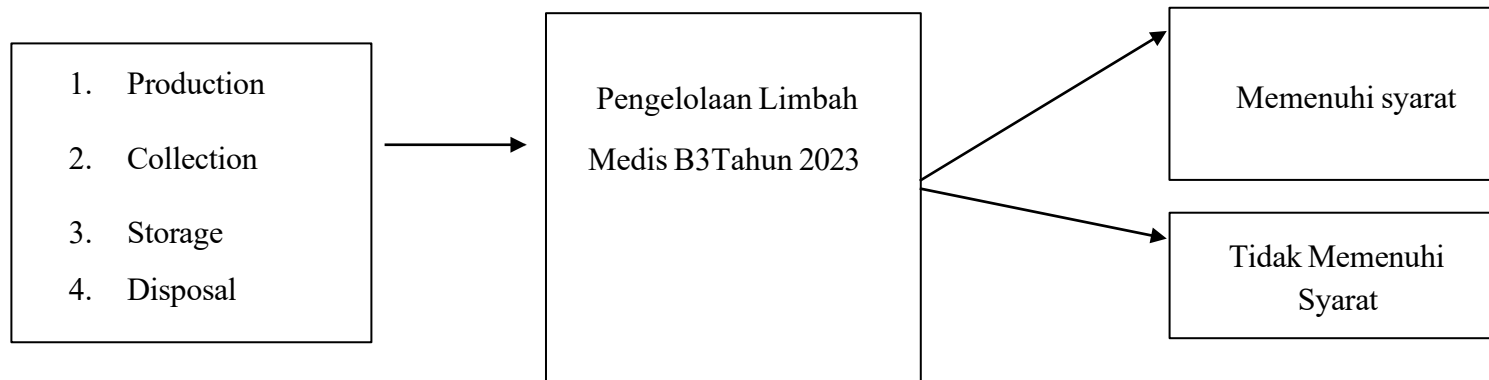 1. Production
2. Collection
3. Storage
4. Disposal
Pengelolaan Limbah
Medis B3Tahun 2023
Memenuhi syarat
Tidak Memenuhi
Syarat